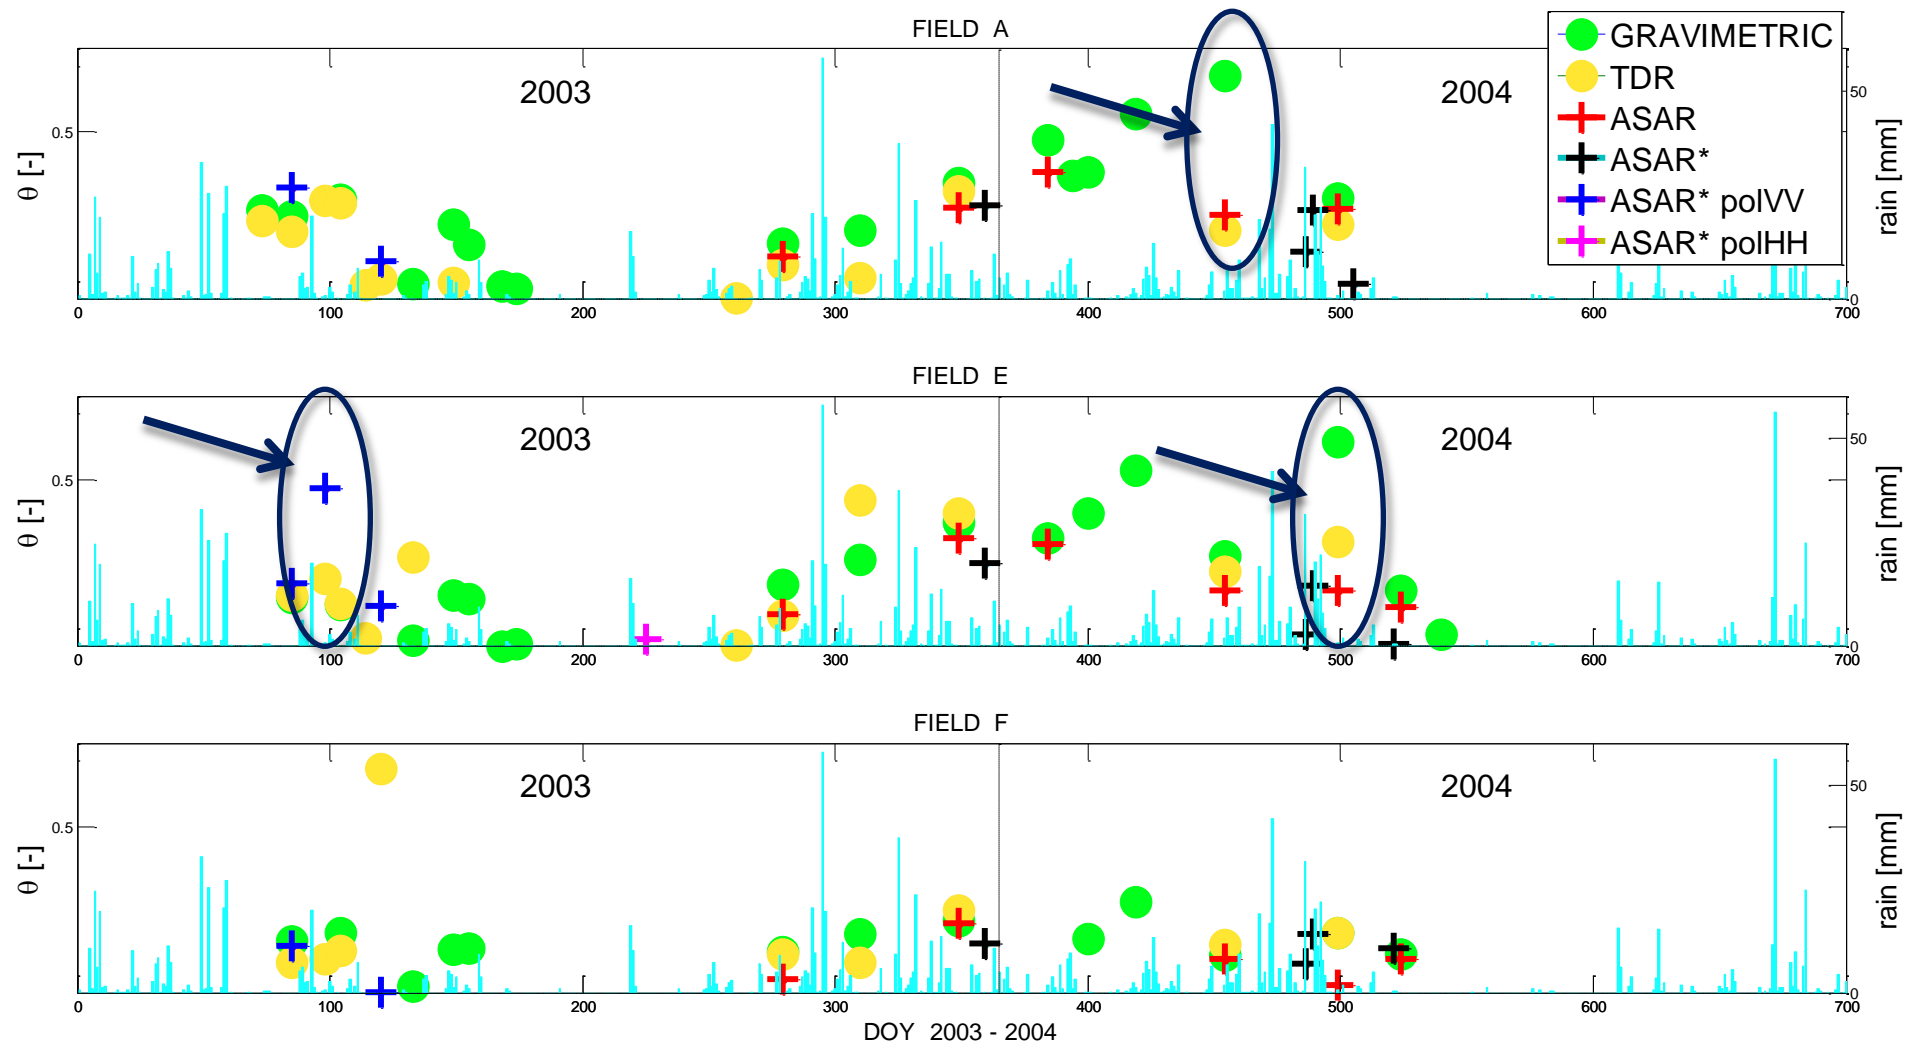 FIELD A
2003
2004
GRAVIMETRIC
TDR
ASAR
ASAR*
ASAR* polVV
ASAR* polHH
θ [-]
0.5
rain [mm]
50
0
0 100 200 300 400 500 600 700
FIELD E
2003
2004
θ [-]
0.5
rain [mm]
50
0
0 100 200 300 400 500 600 700
FIELD F
2003
2004
θ [-]
0.5
rain [mm]
50
0
0 100 200 300 400 500 600 700
DOY 2003 - 2004